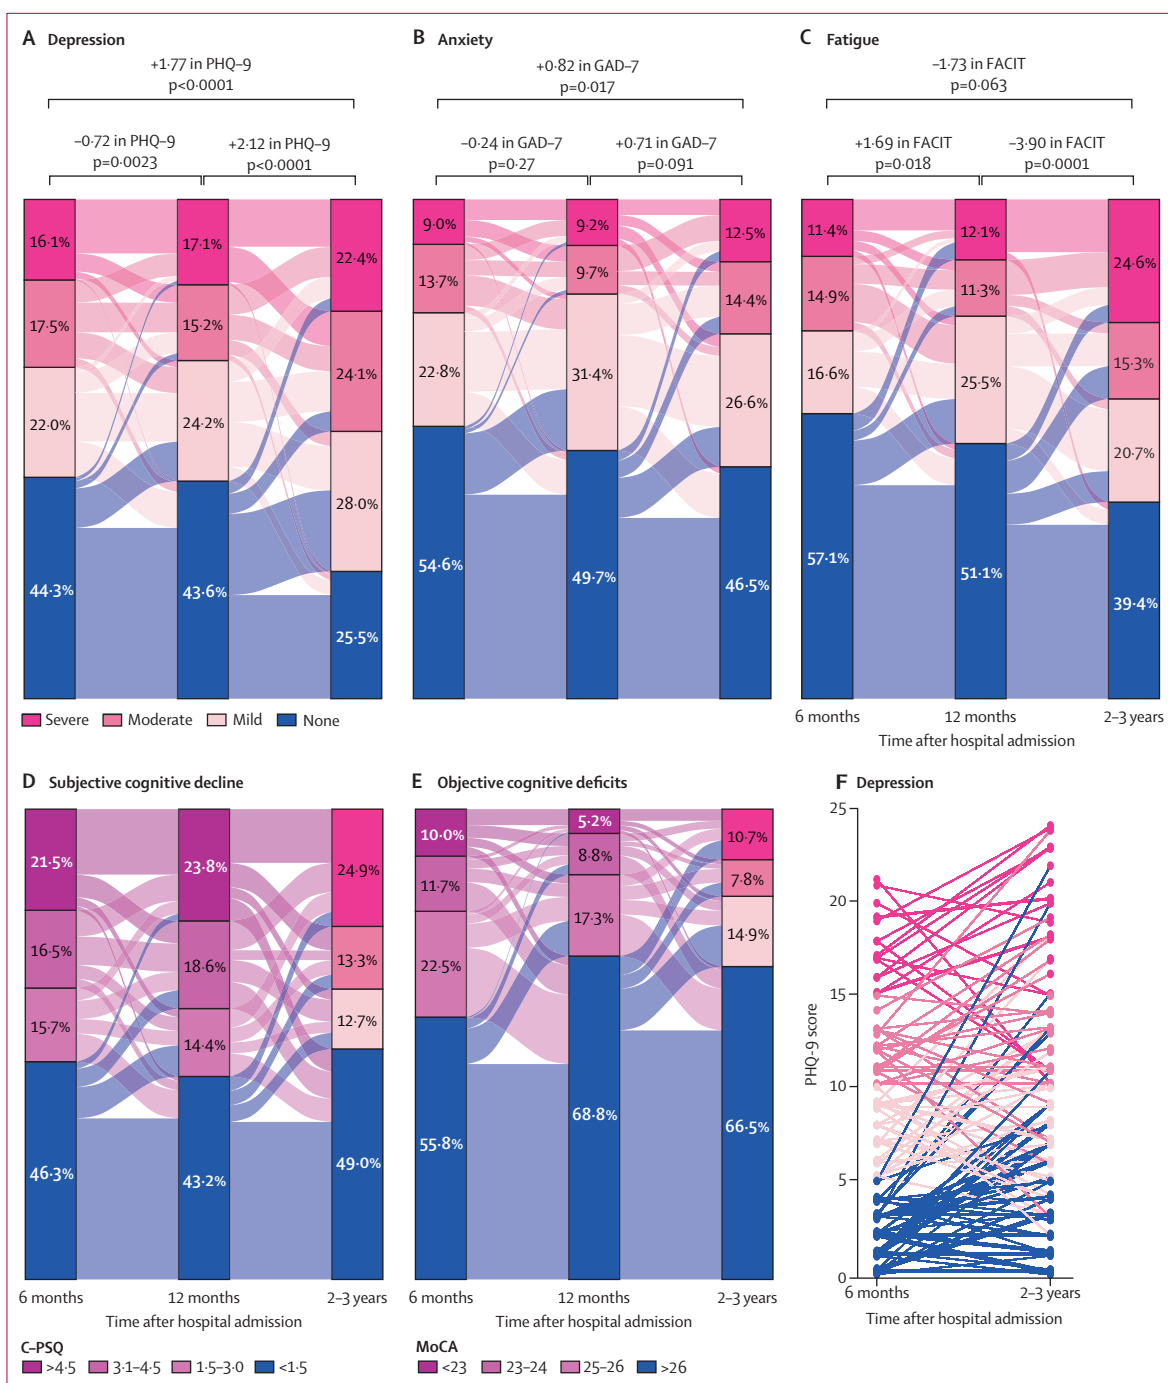 A Depression
+1·77 in PHQ–9
p<0·0001
–0·72 in PHQ–9
p=0·0023
+2·12 in PHQ–9
p<0·0001
16·1%
17·5%
22·0%
44·3%
17·1%
15·2%
24·2%
43·6%
22·4%
24·1%
28·0%
25·5%
Severe
Moderate
Mild
None
B Anxiety
+0·82 in GAD–7
p=0·017
–0·24 in GAD–7
p=0·27
+0·71 in GAD–7
p=0·091
9·0%
13·7%
22·8%
54·6%
9·2%
9·7%
31·4%
49·7%
12·5%
14·4%
26·6%
46·5%
C Fatigue
–1·73 in FACIT
p=0·063
+1·69 in FACIT
p=0·018
–3·90 in FACIT
p=0·0001
11·4%
14·9%
16·6%
57·1%
12·1%
11·3%
25·5%
51·1%
24·6%
15·3%
20·7%
39·4%
6 months
12 months
2–3 years
Time after hospital admission
D Subjective cognitive decline
21·5%
16·5%
15·7%
46·3%
23·8%
18·6%
14·4%
43·2%
24·9%
13·3%
12·7%
49·0%
6 months
12 months
2–3 years
Time after hospital admission
C–PSQ
>4·5
3·1–4·5
1·5–3·0
<1·5
E Objective cognitive deficits
10·0%
11·7%
22·5%
55·8%
5·2%
8·8%
17·3%
68·8%
10·7%
7·8%
14·9%
66·5%
6 months
12 months
2–3 years
Time after hospital admission
MoCA
<23
23–24
25–26
>26
F Depression
PHQ-9 score
25
20
15
10
5
0
6 months
2–3 years
Time after hospital admission